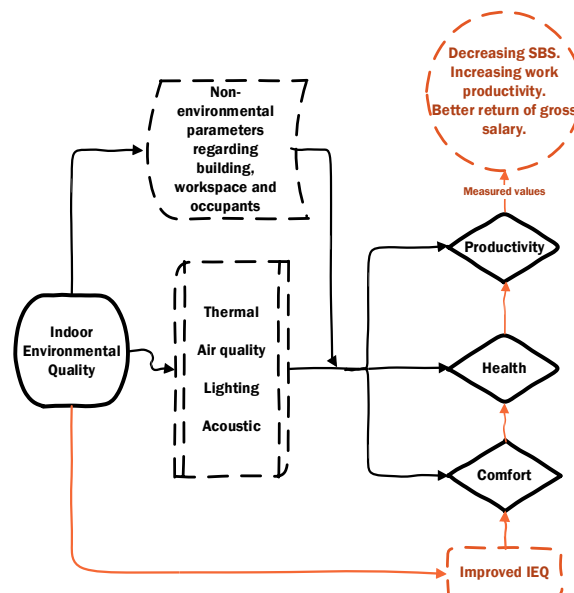 Decreasing SBS.
Increasing work
productivity.
Better return of gross
salary.
Non-
environmental
parameters
regarding
building,
workspace and
occupants
Measured values
Productivity
Thermal
Air quality
Lighting
Acoustic
Indoor
Environmental
Quality
Health
Comfort
Improved IEQ